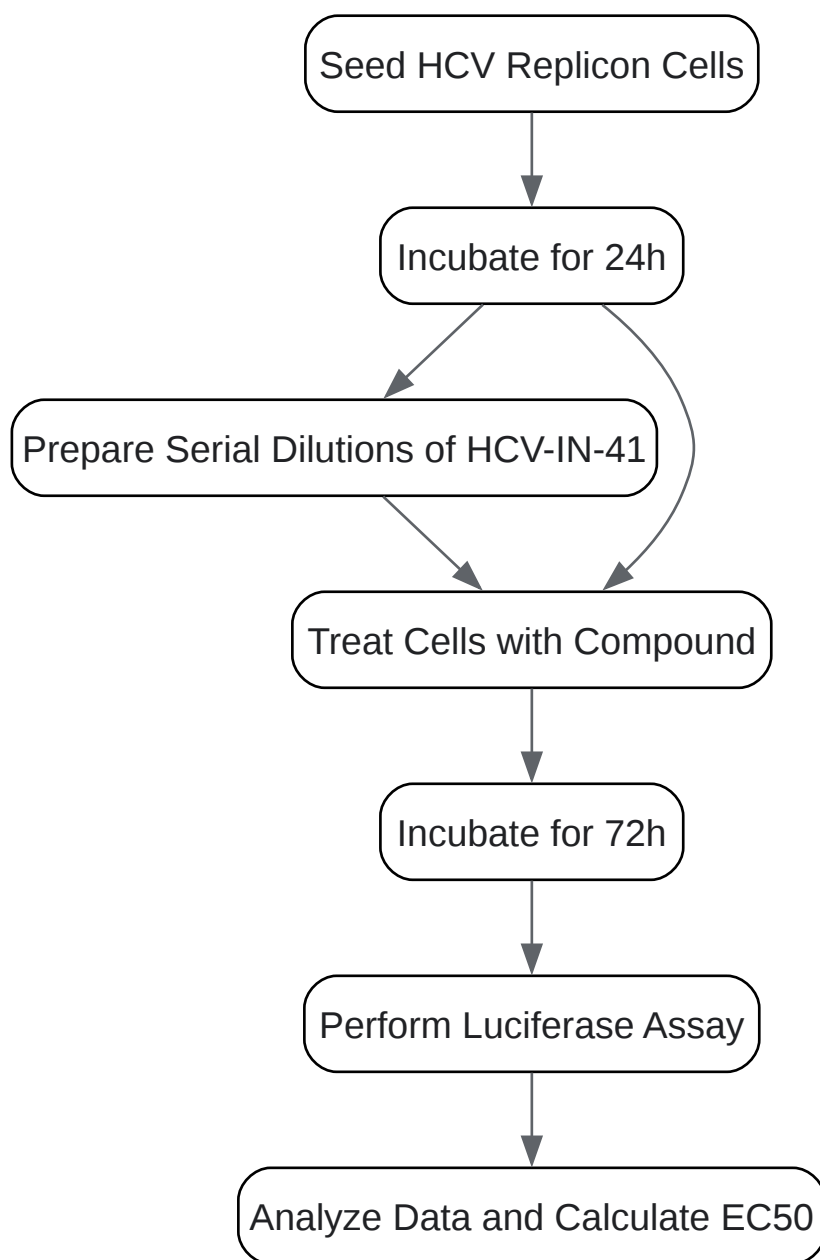 Seed HCV Replicon Cells
Incubate for 24h
Prepare Serial Dilutions of HCV-IN-41
Treat Cells with Compound
Incubate for 72h
Perform Luciferase Assay
Analyze Data and Calculate EC50